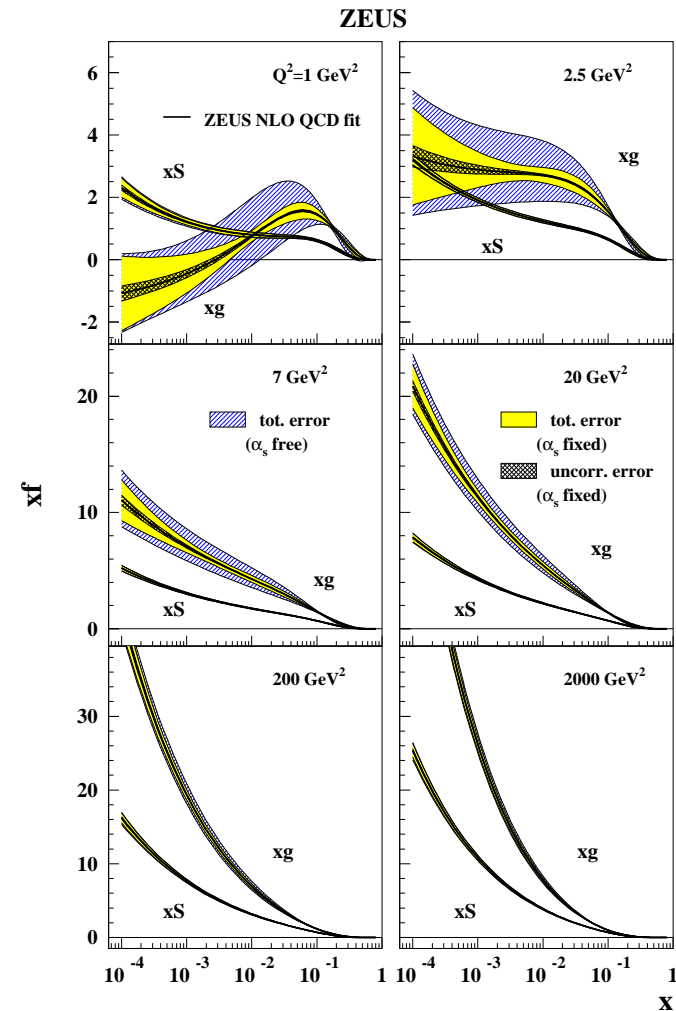 ZEUS
Q²=1 GeV²
2.5 GeV²
ZEUS NLO QCD fit
xS
xg
xg
xS
6
4
2
0
-2
7 GeV²
20 GeV²
tot. error
(αs free)
tot. error
(αs fixed)
uncorr. error
(αs fixed)
xf
xg
xS
xg
xS
20
10
0
200 GeV²
2000 GeV²
xg
xS
xg
xS
30
20
10
0
10⁻⁴ 10⁻³ 10⁻² 10⁻¹ 1
10⁻⁴ 10⁻³ 10⁻² 10⁻¹ 1
x